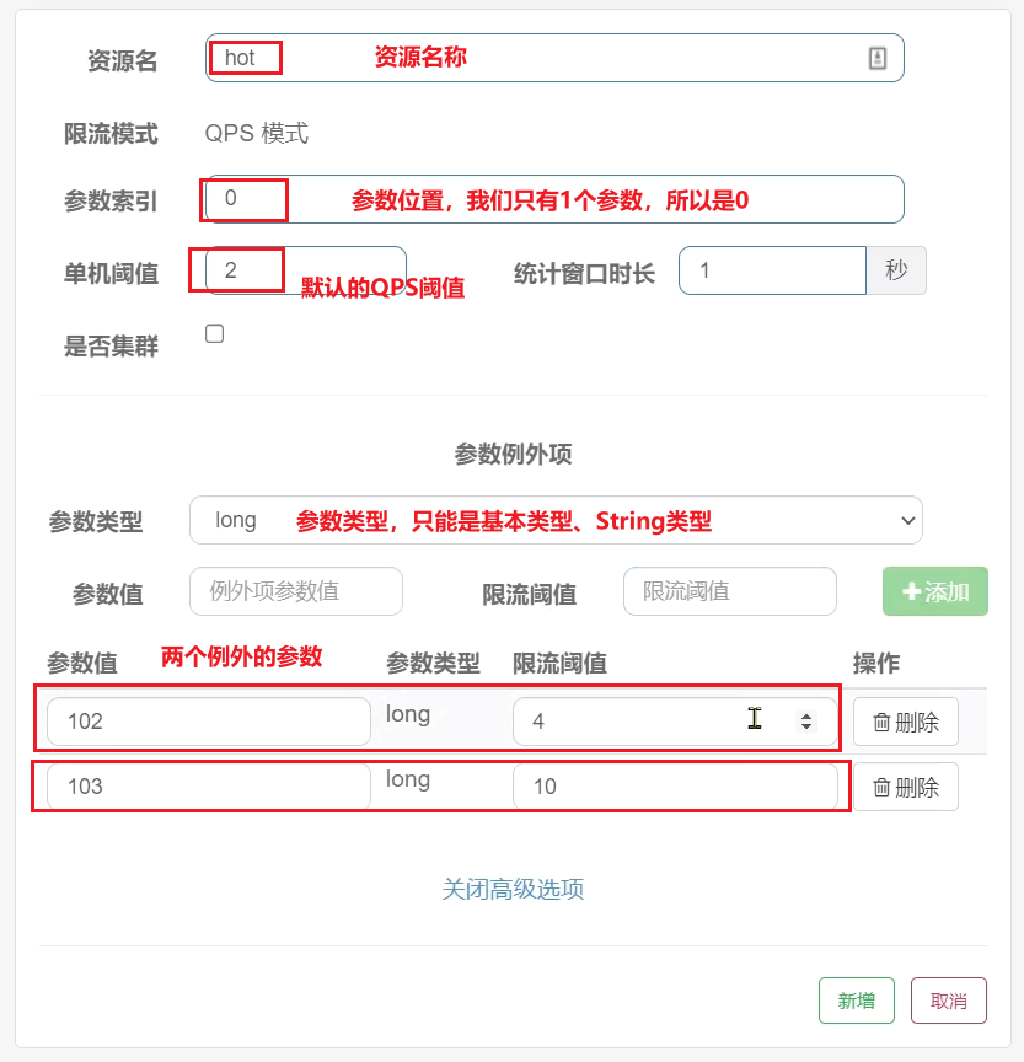 资源名 hot 资源名称
限流模式 QPS 模式
参数索引 0 参数位置，我们只有1个参数，所以是0
单机阈值 2 默认的QPS阈值 统计窗口时长 1 秒
是否集群
参数例外项
参数类型 long 参数类型，只能是基本类型、String类型
参数值 例外项参数值 限流阈值 限流阈值 添加
参数值 两个例外的参数 参数类型 限流阈值 操作
102 long 4 删除
103 long 10 删除
关闭高级选项
新增 取消